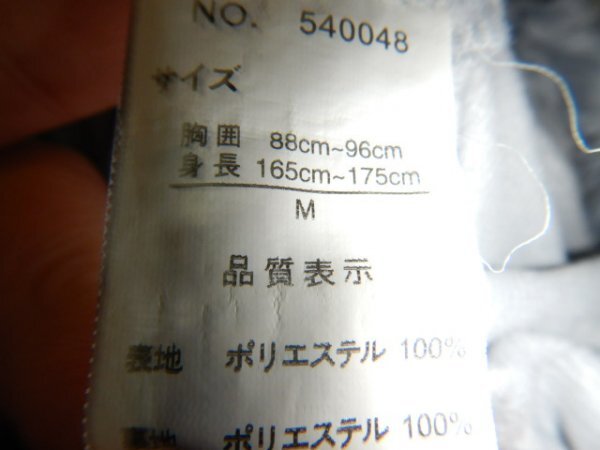 NO. 540048
サイズ
胸囲 88cm~96cm
身長 165cm~175cm
M
品質表示
表地 ポリエステル 100%
裏地 ポリエステル 100%